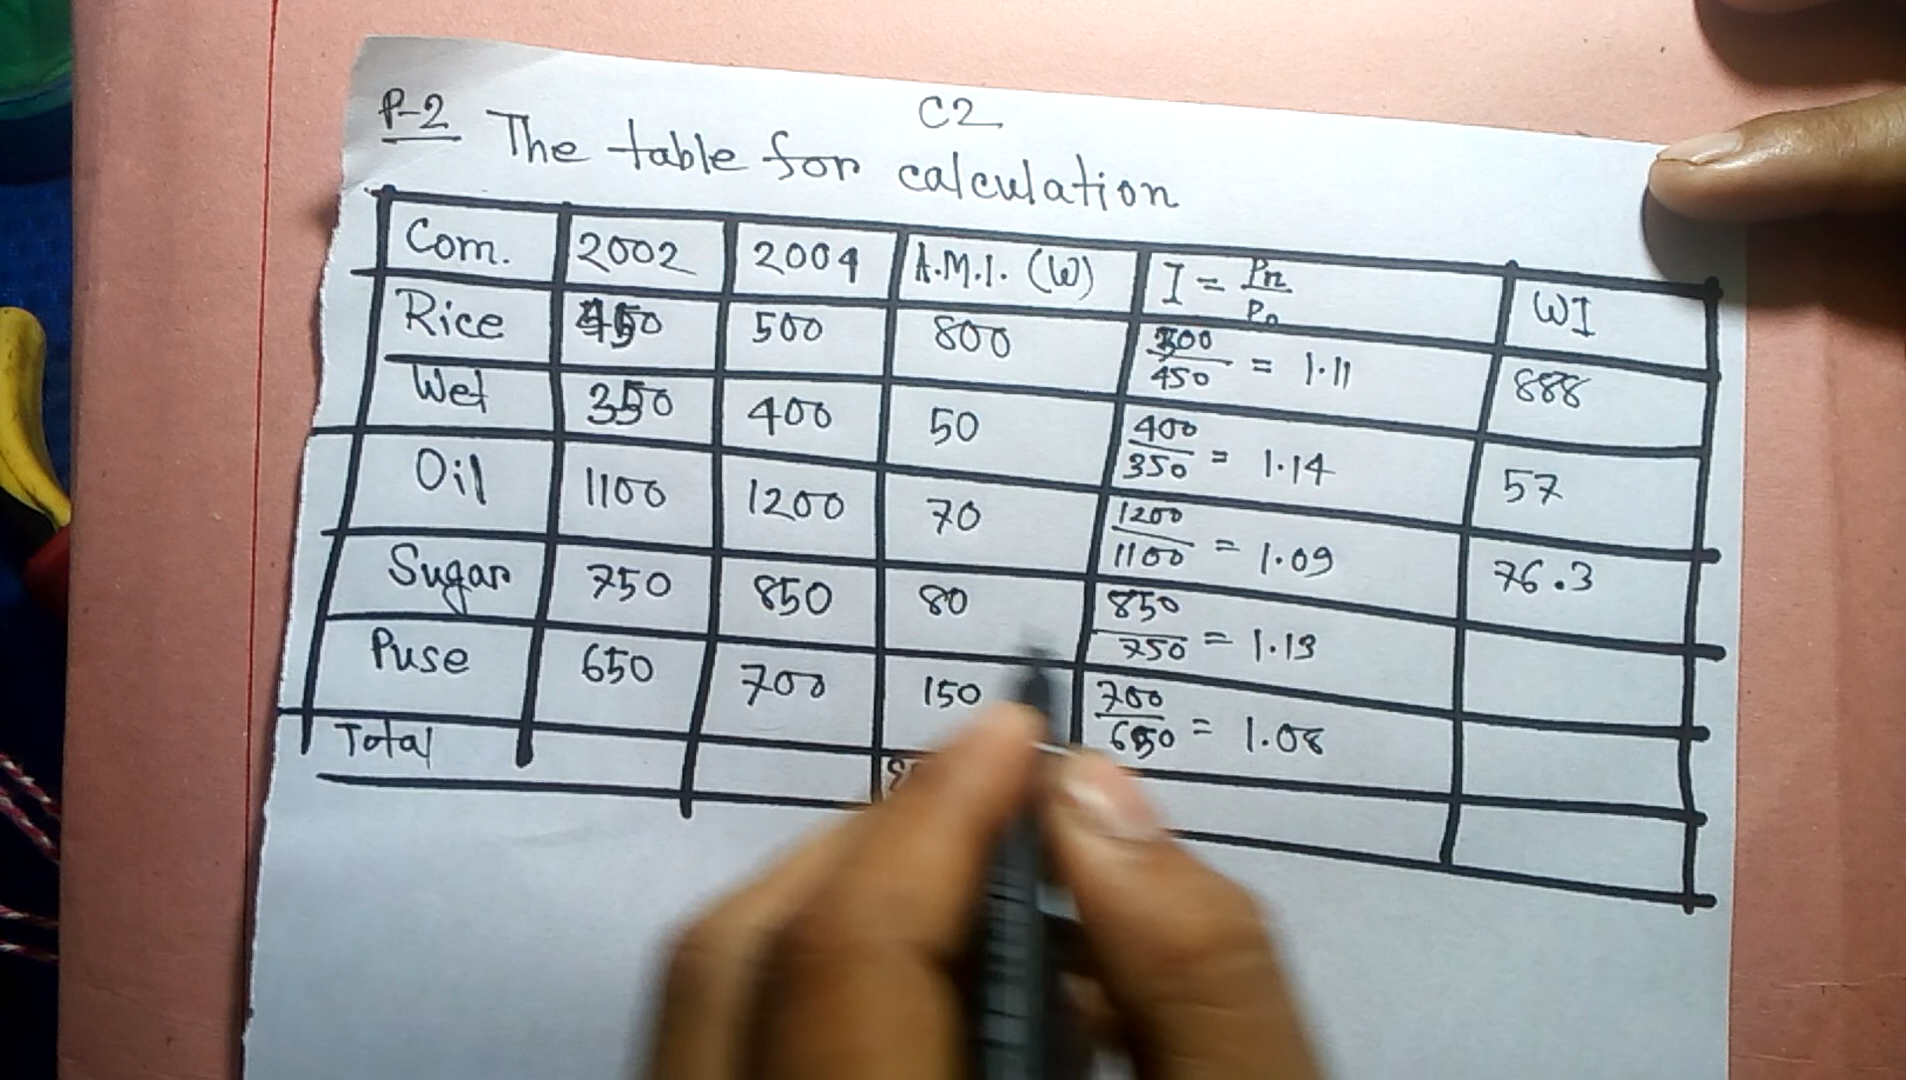 P-2 C2
The table for calculation
Com. 2002 2004 A.M.I. (W) I = Pn/Po WI
Rice 450 500 800 500/450 = 1.11 888
Wet 350 400 50 400/350 = 1.14 57
Oil 1100 1200 70 1200/1100 = 1.09 76.3
Sugar 750 850 80 850/750 = 1.13
Puse 650 700 150 700/650 = 1.08
Total